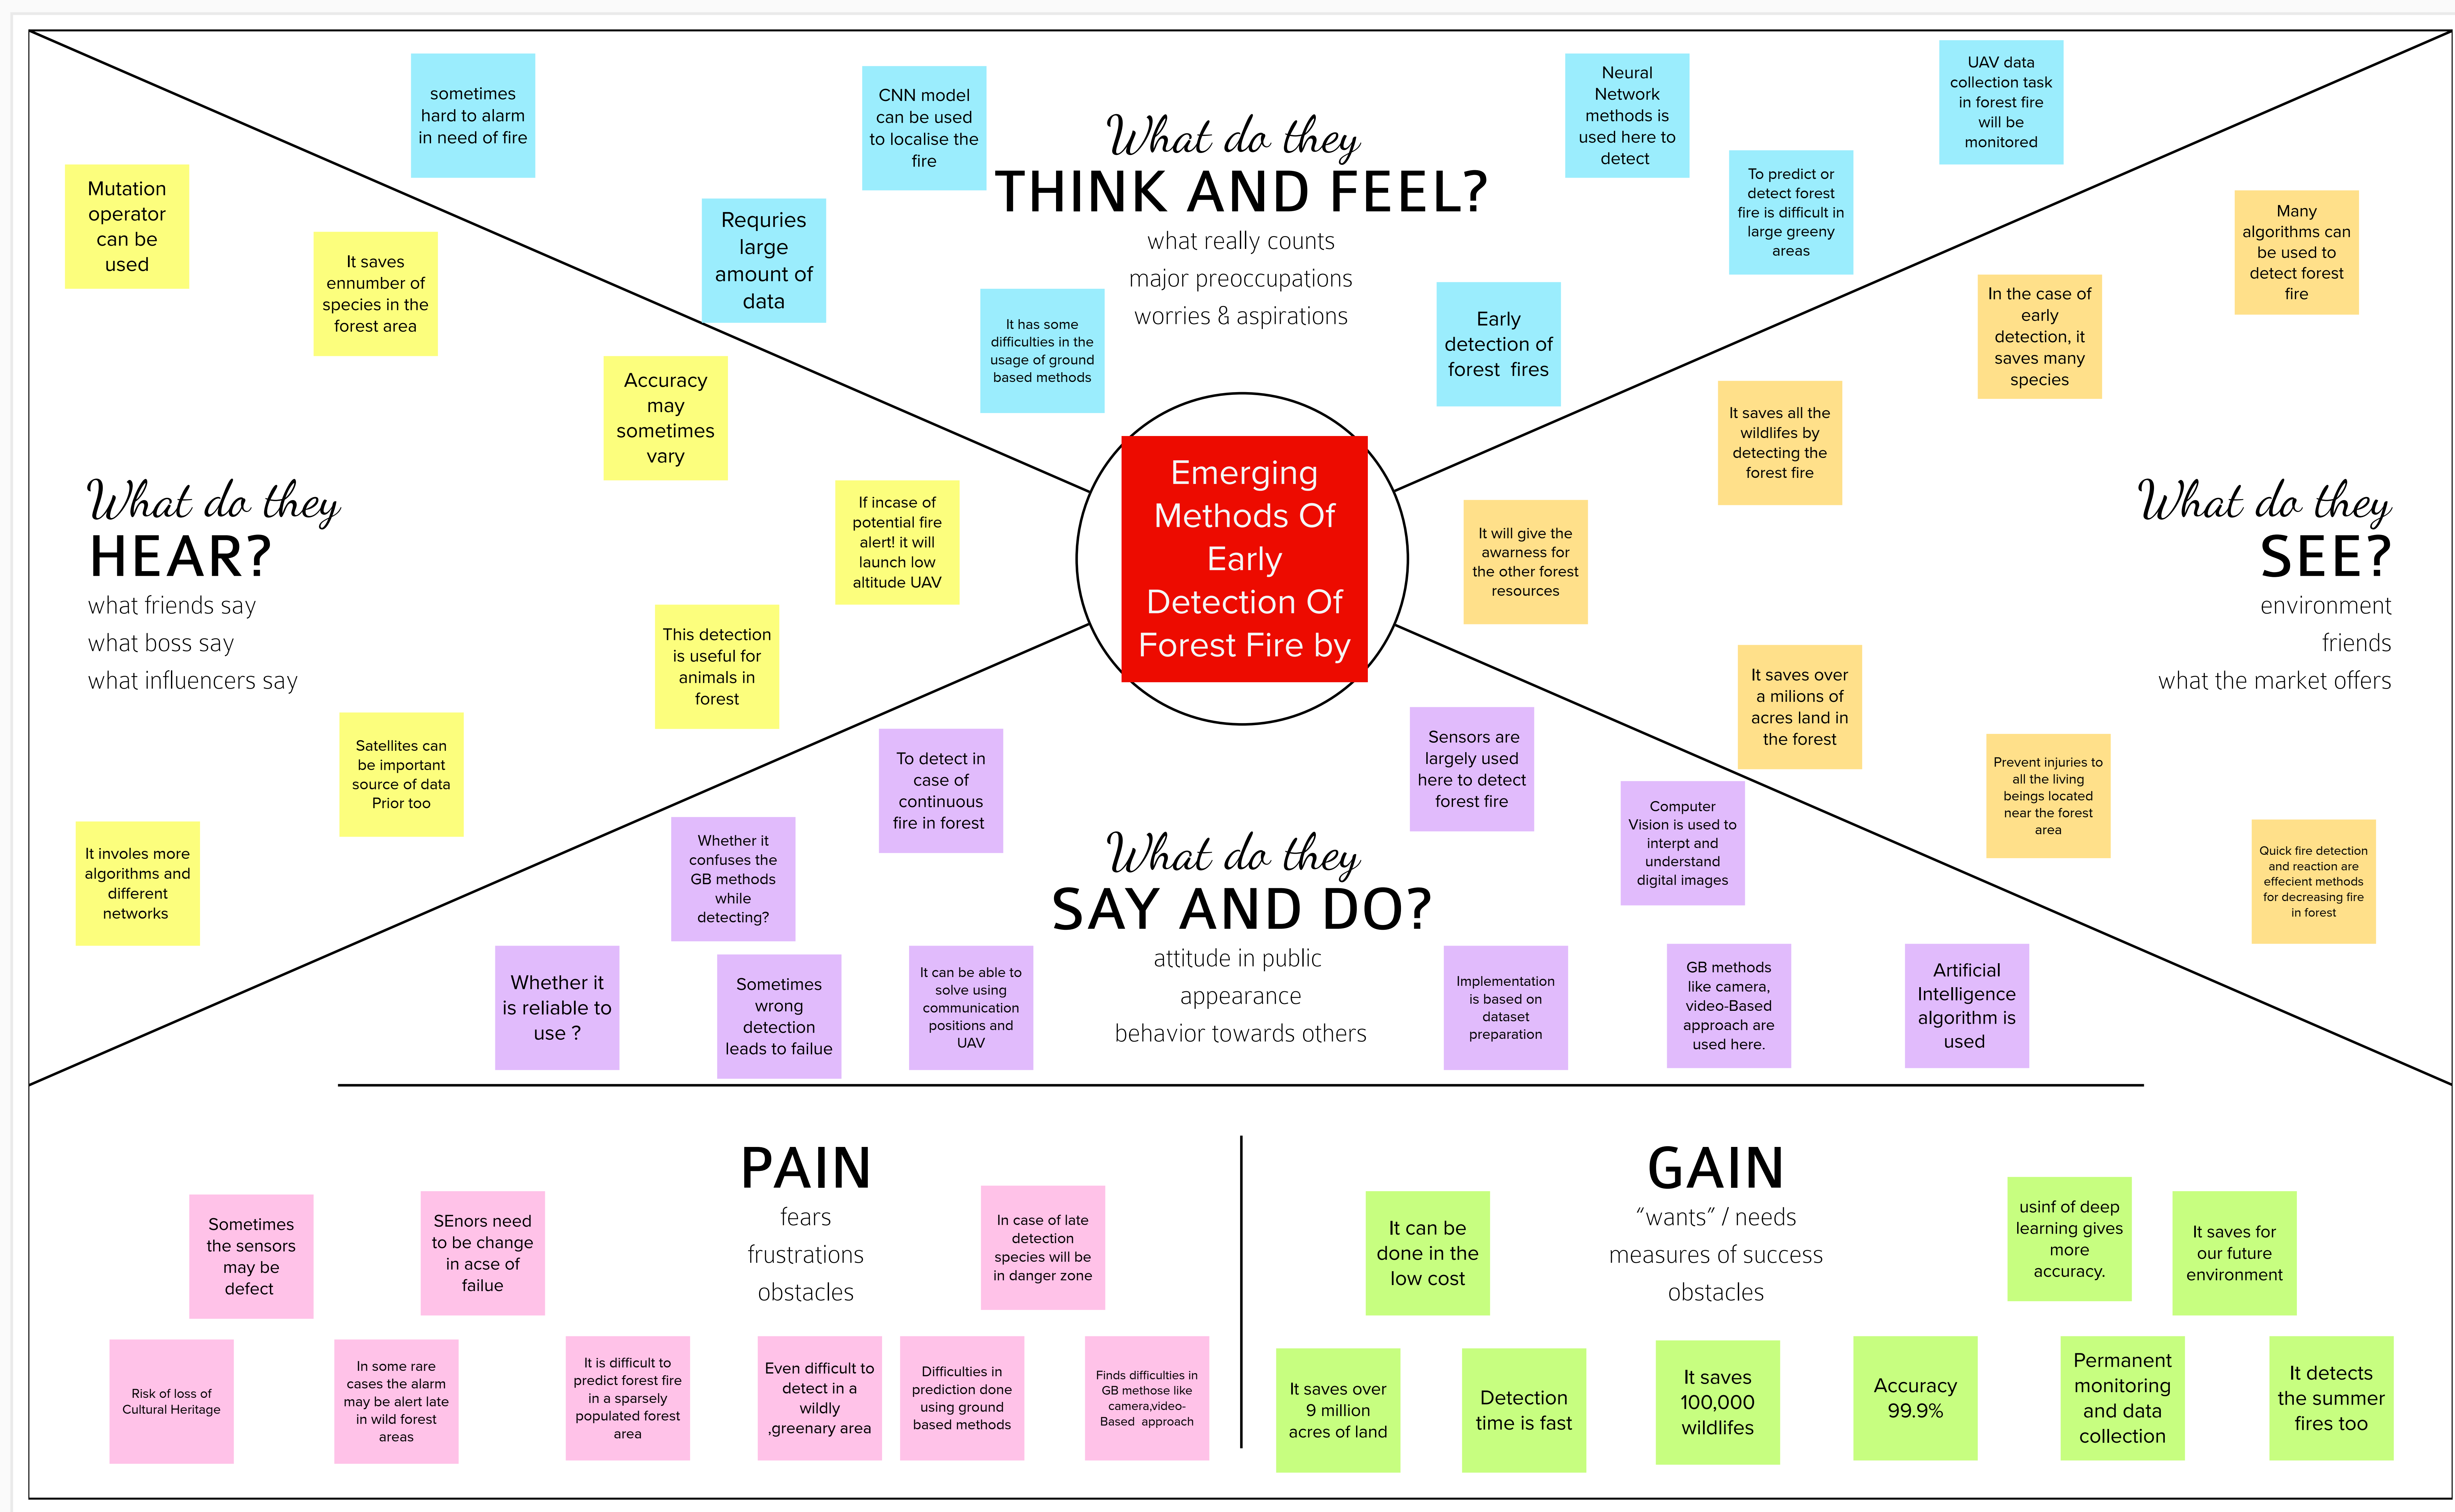 What do they
THINK AND FEEL?
what really counts
major preoccupations
worries & aspirations
sometimes
hard to alarm
in need of fire
CNN model
can be used
to localise the
fire
Requries
large
amount of
data
It has some
difficulties in the
usage of ground
based methods
Neural
Network
methods is
used here to
detect
UAV data
collection task
in forest fire
will be
monitored
To predict or
detect forest
fire is difficult in
large greeny
areas
Early
detection of
forest fires
What do they
HEAR?
what friends say
what boss say
what influencers say
Mutation
operator
can be
used
It saves
ennumber of
species in the
forest area
Accuracy
may
sometimes
vary
If incase of
potential fire
alert! it will
launch low
altitude UAV
This detection
is useful for
animals in
forest
Satellites can
be important
source of data
Prior too
It involes more
algorithms and
different
networks
Emerging
Methods Of
Early
Detection Of
Forest Fire by
What do they
SEE?
environment
friends
what the market offers
Many
algorithms can
be used to
detect forest
fire
In the case of
early
detection, it
saves many
species
It saves all the
wildlifes by
detecting the
forest fire
It will give the
awarness for
the other forest
resources
It saves over
a milions of
acres land in
the forest
Prevent injuries to
all the living
beings located
near the forest
area
Quick fire detection
and reaction are
effecient methods
for decreasing fire
in forest
What do they
SAY AND DO?
attitude in public
appearance
behavior towards others
To detect in
case of
continuous
fire in forest
Whether it
confuses the
GB methods
while
detecting?
Whether it
is reliable to
use ?
Sometimes
wrong
detection
leads to failue
It can be able to
solve using
communication
positions and
UAV
Sensors are
largely used
here to detect
forest fire
Computer
Vision is used to
interpt and
understand
digital images
Implementation
is based on
dataset
preparation
GB methods
like camera,
video-Based
approach are
used here.
Artificial
Intelligence
algorithm is
used
PAIN
fears
frustrations
obstacles
Sometimes
the sensors
may be
defect
SEnors need
to be change
in acse of
failue
In case of late
detection
species will be
in danger zone
Risk of loss of
Cultural Heritage
In some rare
cases the alarm
may be alert late
in wild forest
areas
It is difficult to
predict forest fire
in a sparsely
populated forest
area
Even difficult to
detect in a
wildly
,greenary area
Difficulties in
prediction done
using ground
based methods
Finds difficulties in
GB methose like
camera,video-
Based approach
GAIN
“wants” / needs
measures of success
obstacles
It can be
done in the
low cost
usinf of deep
learning gives
more
accuracy.
It saves for
our future
environment
It saves over
9 million
acres of land
Detection
time is fast
It saves
100,000
wildlifes
Accuracy
99.9%
Permanent
monitoring
and data
collection
It detects
the summer
fires too